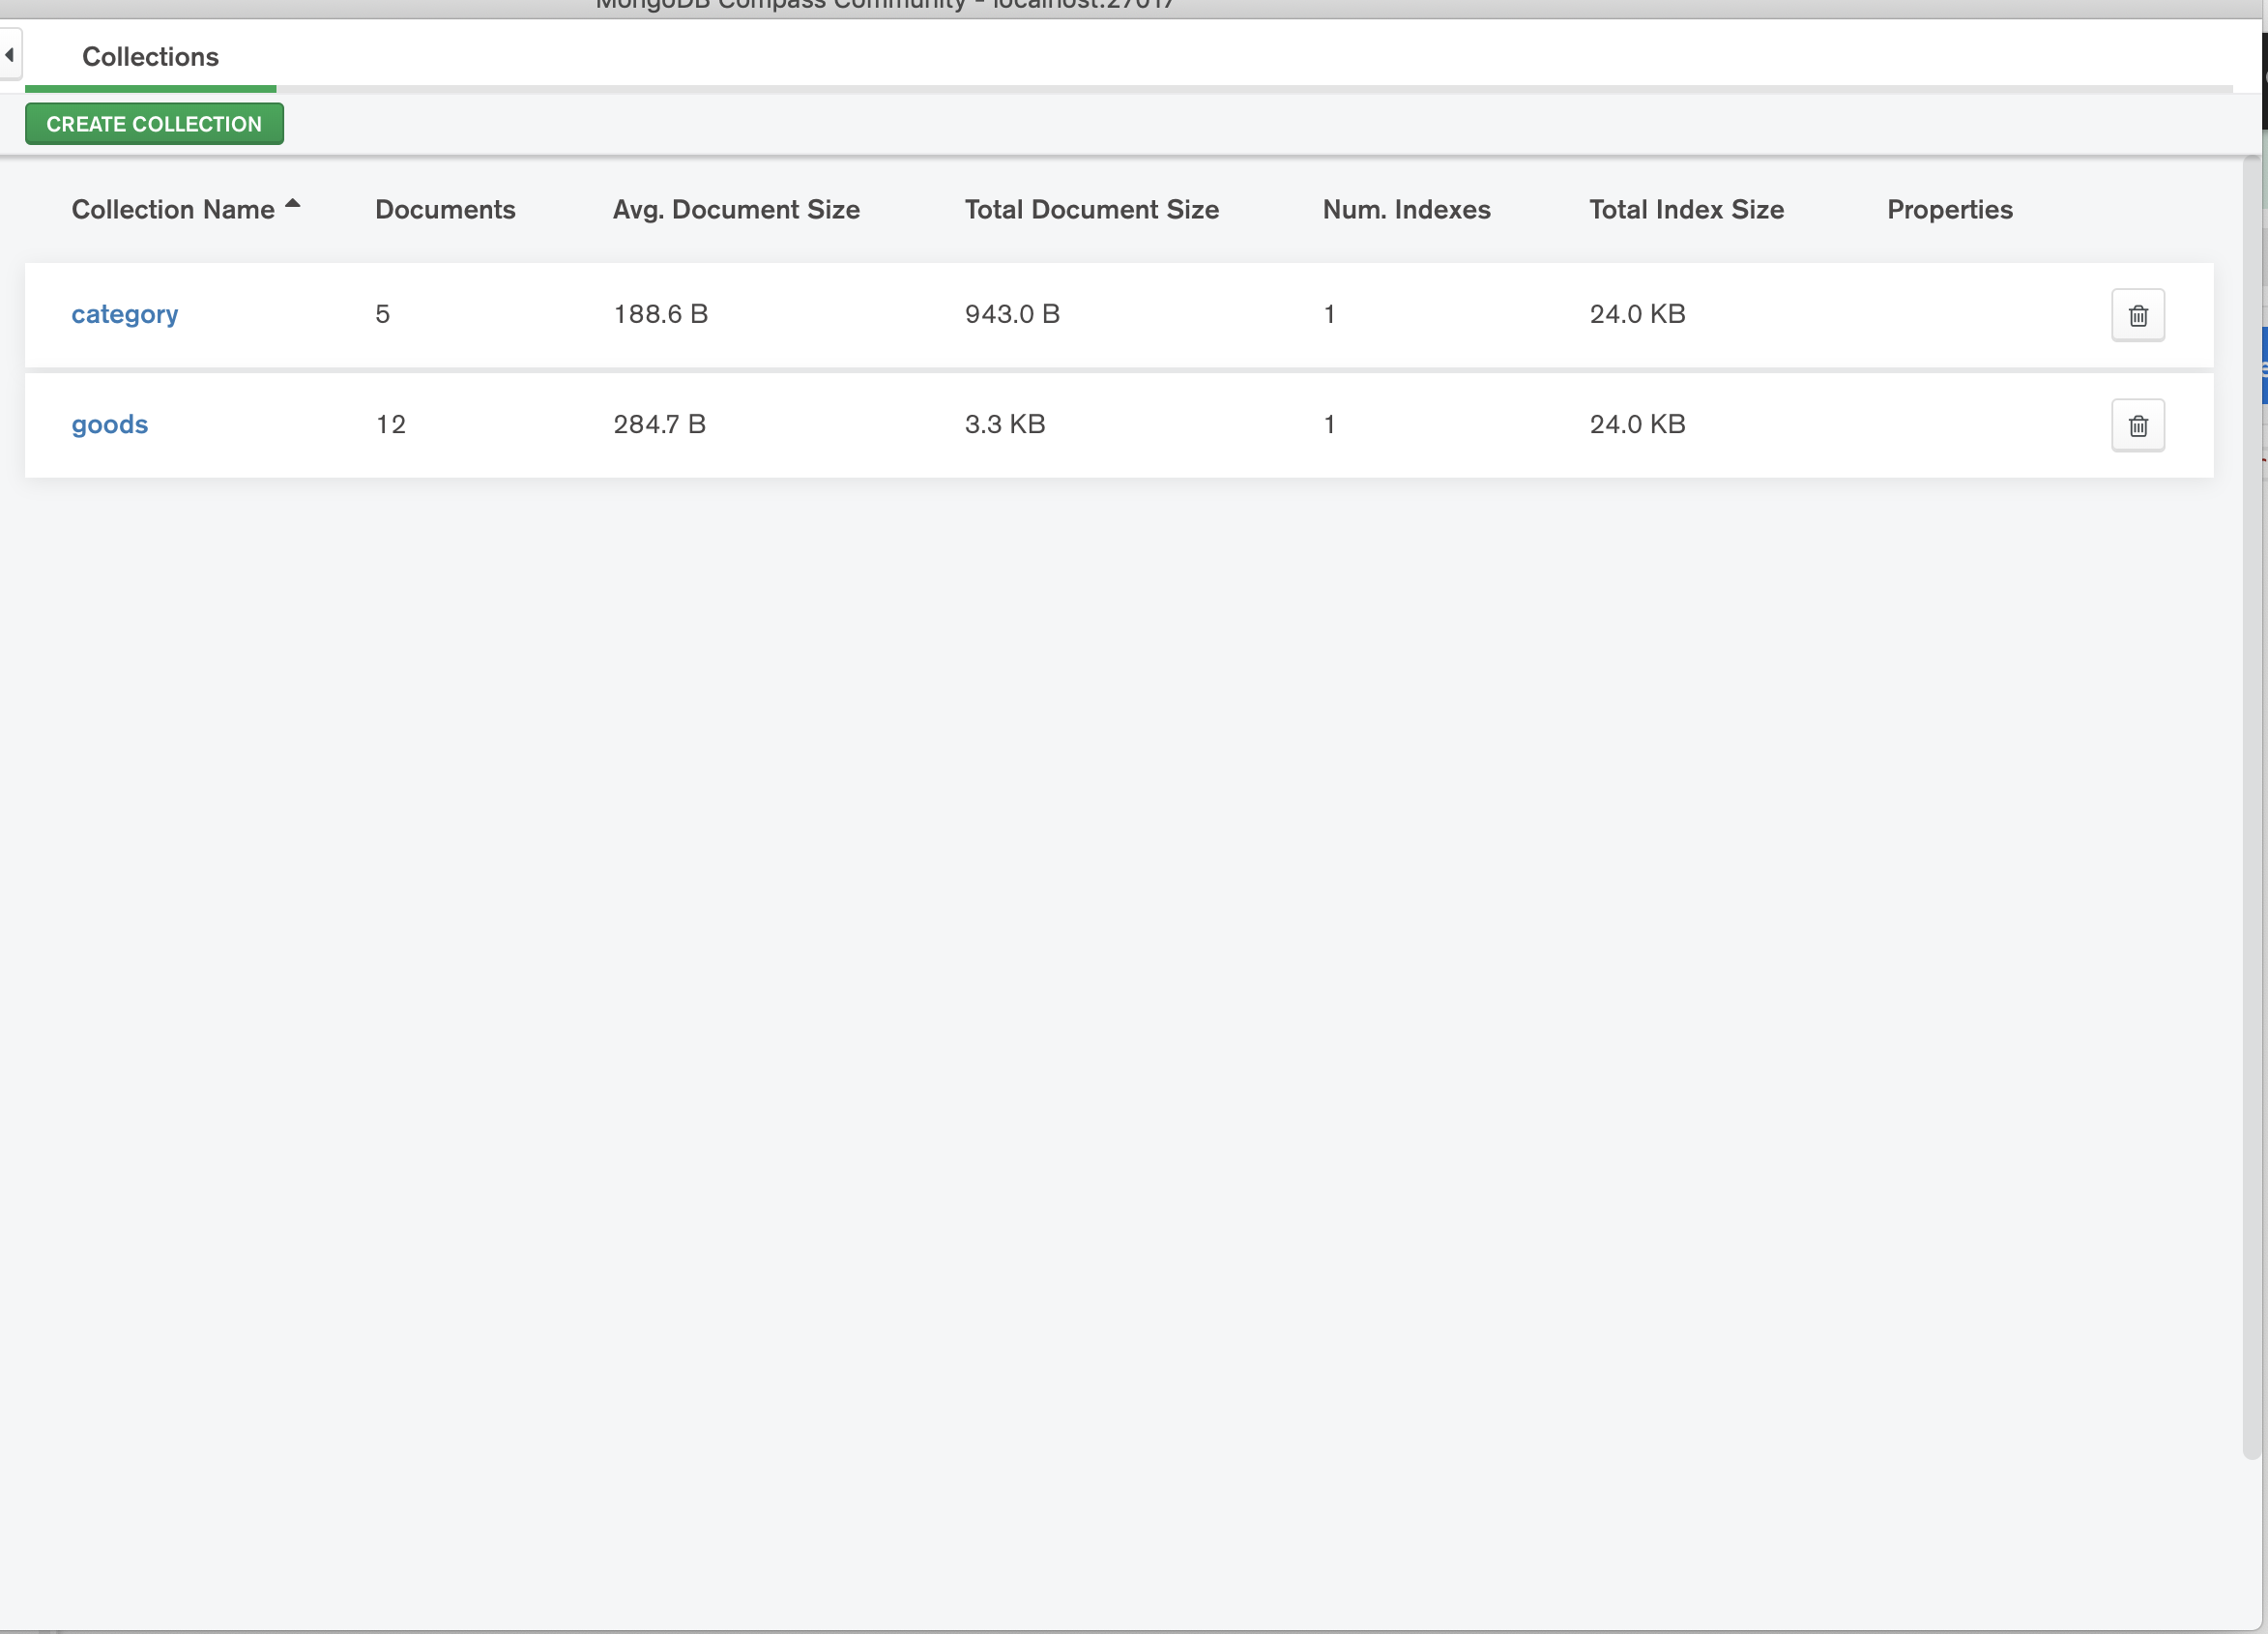 MongoDB Compass Community - localhost:27017
Collections
CREATE COLLECTION
Collection Name Documents Avg. Document Size Total Document Size Num. Indexes Total Index Size Properties
category 5 188.6 B 943.0 B 1 24.0 KB
goods 12 284.7 B 3.3 KB 1 24.0 KB